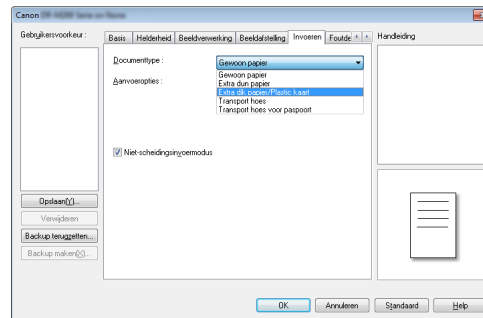 Canon
Gebruikersvoorkeur :
Opslaan(Y)...
Verwijderen
Backup terugzetten...
Backup maken(X)...
Basis Helderheid Beeldverwerking Beeldafstelling Invoeren Foutde
Documenttype :
Gewoon papier
Aanvoeropties :
Gewoon papier
Extra dun papier
Extra dik papier/Plastic kaart
Transport hoes
Transport hoes voor paspoort
Niet-scheidingsinvoermodus
Handleiding
OK Annuleren Standaard Help